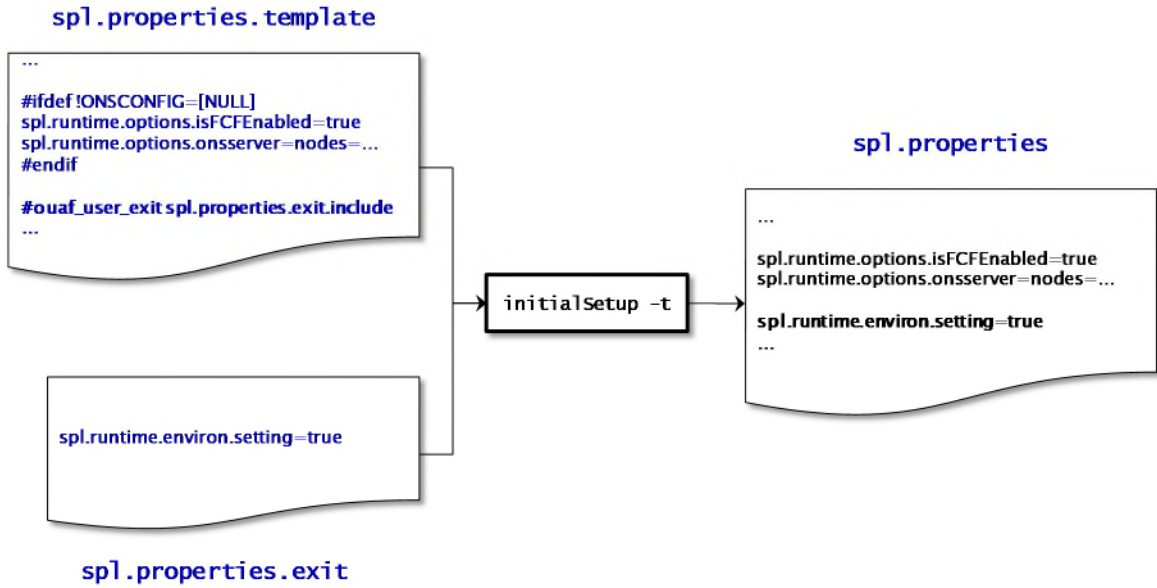 spl.properties.template
...
#ifdef !ONSCONFIG=[NULL]
spl.runtime.options.isFCFEnabled=true
spl.runtime.options.onsserver=nodes=...
#endif
#ouaf_user_exit spl.properties.exit.include
...
spl.runtime.environ.setting=true
spl.properties.exit
initialSetup -t
spl.properties
...
spl.runtime.options.isFCFEnabled=true
spl.runtime.options.onsserver=nodes=...
spl.runtime.environ.setting=true
...